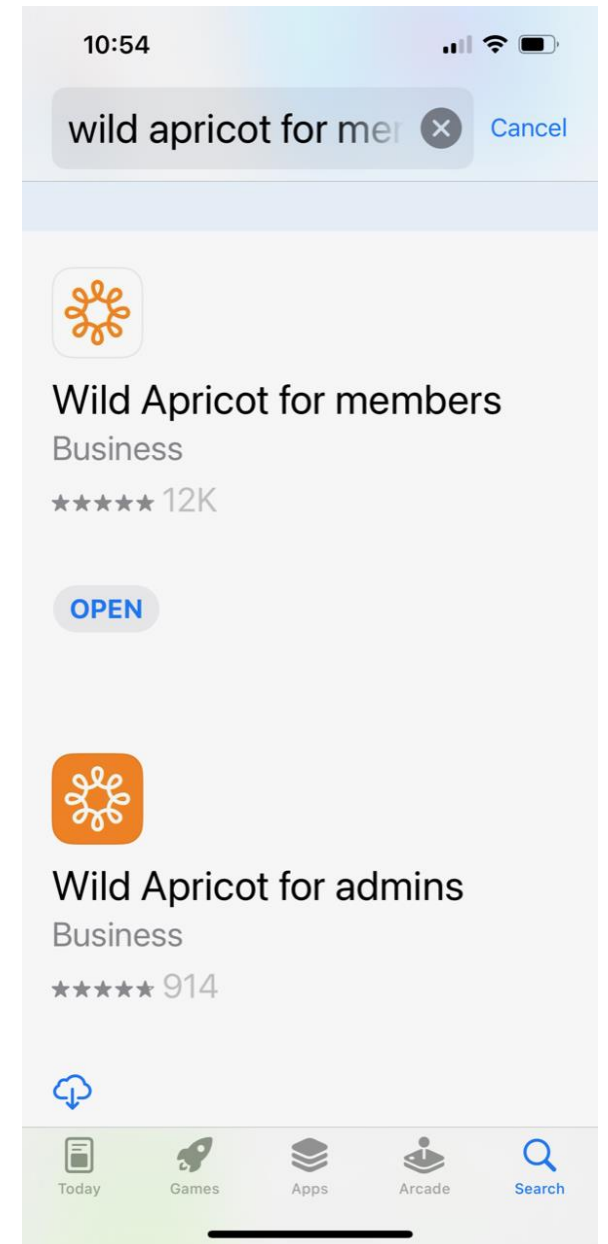 10:54
wild apricot for mer
Cancel
Wild Apricot for members
Business
12K
OPEN
Wild Apricot for admins
Business
914
Today Games Apps Arcade Search